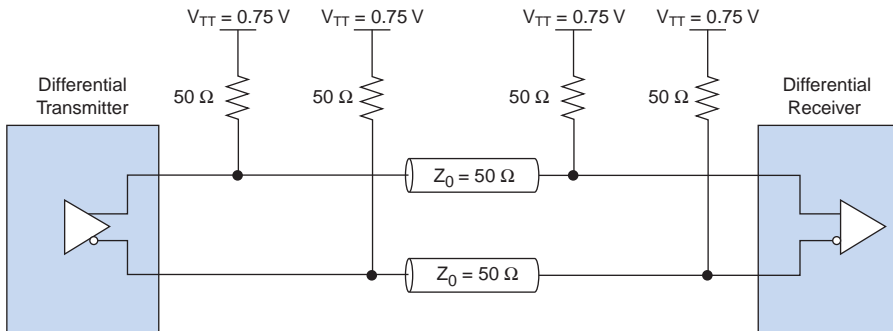 V_TT = 0.75 V V_TT = 0.75 V V_TT = 0.75 V V_TT = 0.75 V
Differential
Transmitter
Differential
Receiver
50 Ω 50 Ω 50 Ω 50 Ω
Z_0 = 50 Ω
Z_0 = 50 Ω